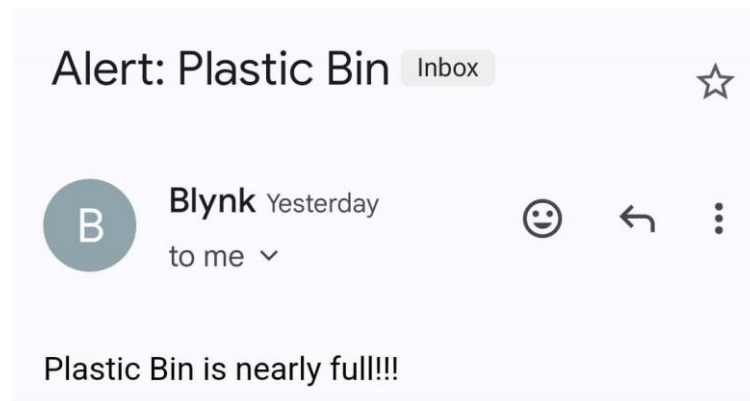 Alert: Plastic Bin Inbox
B
Blynk Yesterday
to me
Plastic Bin is nearly full!!!